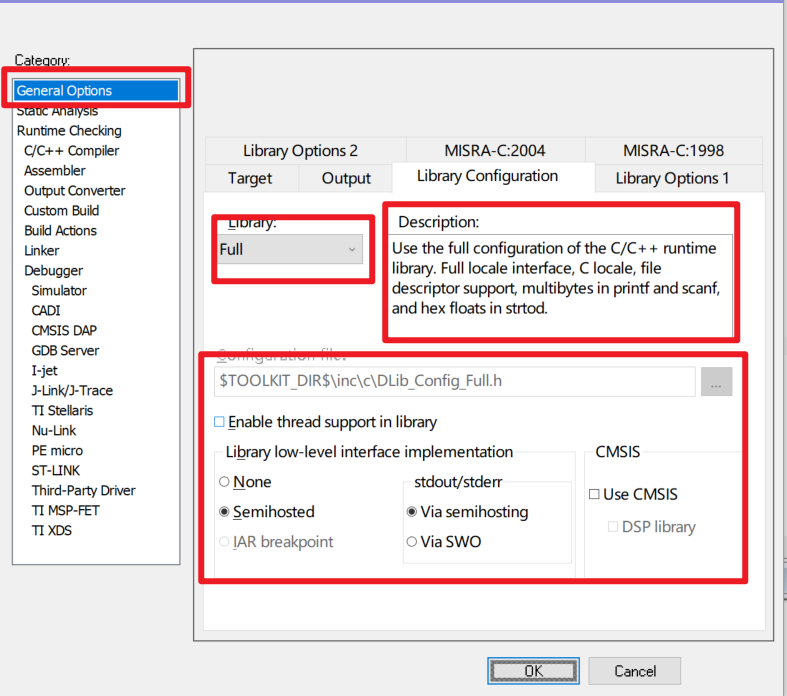 Category:
General Options
Static Analysis
Runtime Checking
C/C++ Compiler
Assembler
Output Converter
Custom Build
Build Actions
Linker
Debugger
Simulator
CADI
CMSIS DAP
GDB Server
I-jet
J-Link/J-Trace
TI Stellaris
Nu-Link
PE micro
ST-LINK
Third-Party Driver
TI MSP-FET
TI XDS
Library Options 2
MISRA-C:2004
MISRA-C:1998
Target
Output
Library Configuration
Library Options 1
Library:
Full
Description:
Use the full configuration of the C/C++ runtime
library. Full locale interface, C locale, file
descriptor support, multibytes in printf and scanf,
and hex floats in strtod.
Configuration file:
$TOOLKIT_DIR$\inc\c\DLib_Config_Full.h
...
Enable thread support in library
Library low-level interface implementation
None
Semihosted
IAR breakpoint
stdout/stderr
Via semihosting
Via SWO
CMSIS
Use CMSIS
DSP library
OK
Cancel